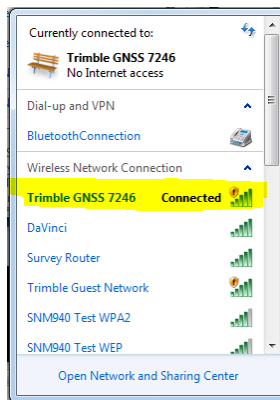 Currently connected to:
Trimble GNSS 7246
No Internet access
Dial-up and VPN
BluetoothConnection
Wireless Network Connection
Trimble GNSS 7246 Connected
DaVinci
Survey Router
Trimble Guest Network
SNM940 Test WPA2
SNM940 Test WEP
Open Network and Sharing Center